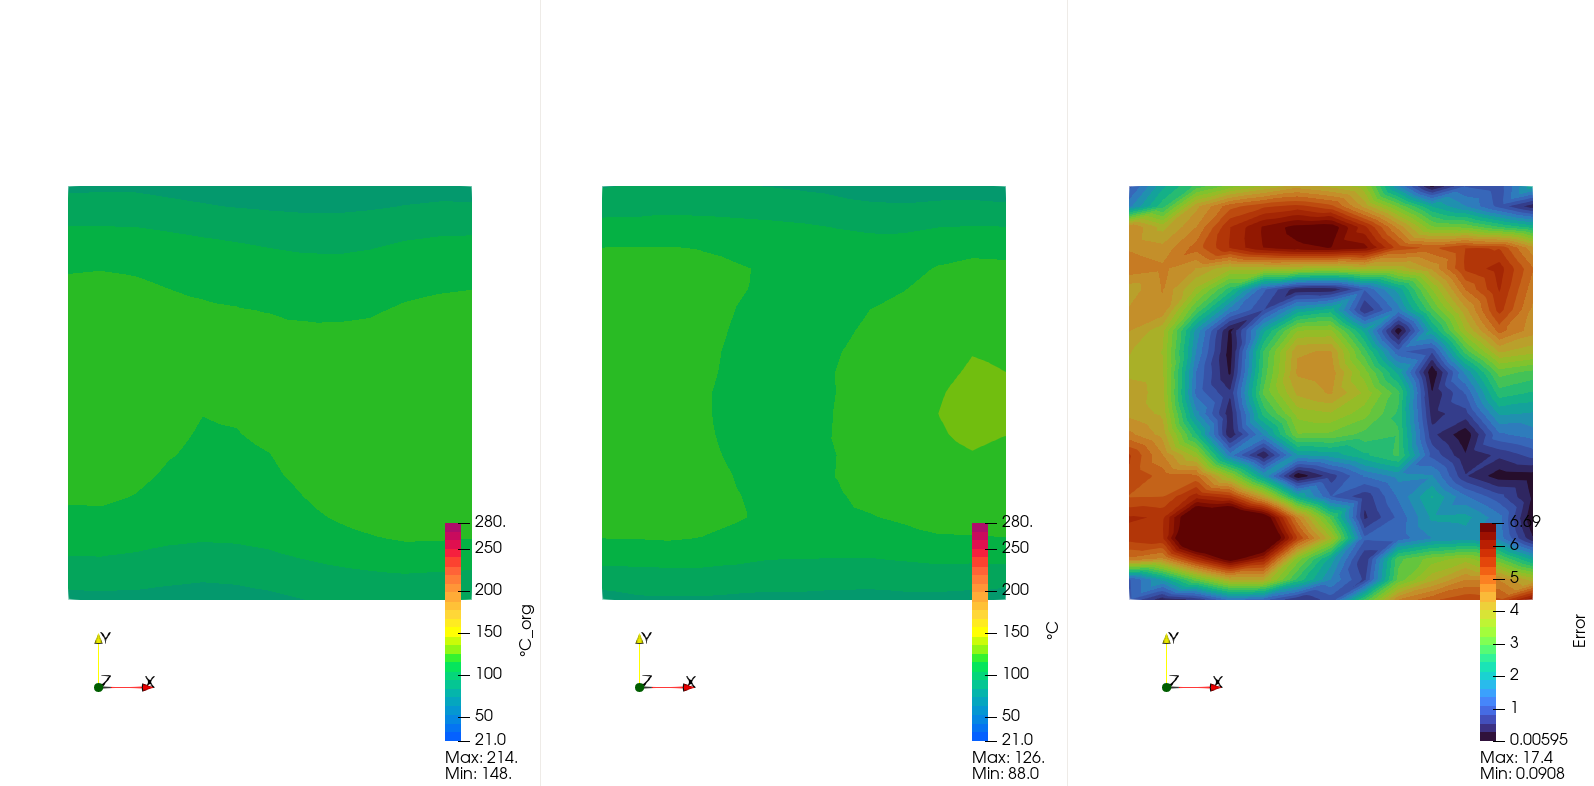 280.
250
200
150
100
50
21.0
°C_org
Max: 214.
Min: 148.
Y
Z
X
280.
250
200
150
100
50
21.0
°C
Max: 126.
Min: 88.0
Y
Z
X
6.69
6
5
4
3
2
1
0.00595
Error
Max: 17.4
Min: 0.0908
Y
Z
X